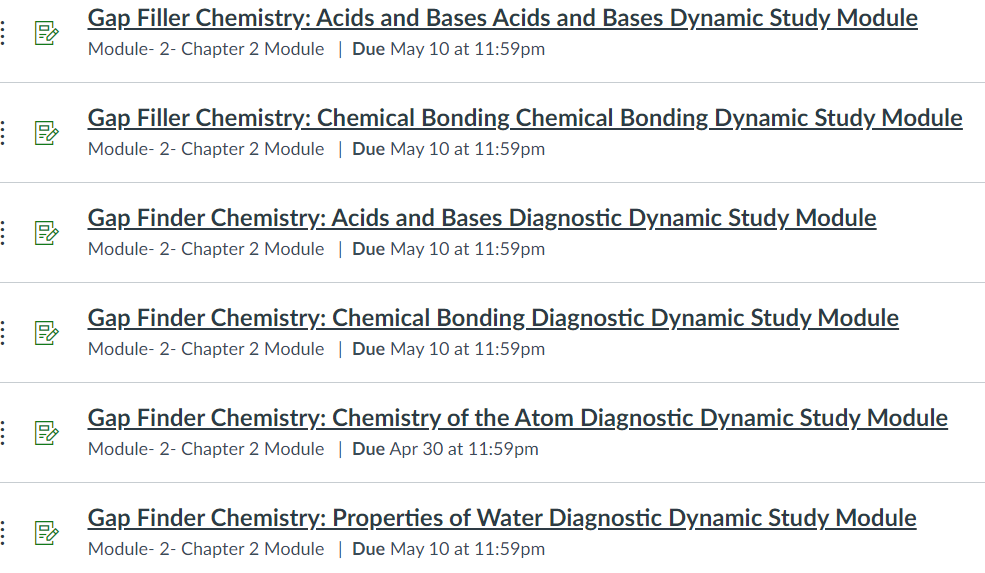 Gap Filler Chemistry: Acids and Bases Acids and Bases Dynamic Study Module
Module- 2- Chapter 2 Module | Due May 10 at 11:59pm
Gap Filler Chemistry: Chemical Bonding Chemical Bonding Dynamic Study Module
Module- 2- Chapter 2 Module | Due May 10 at 11:59pm
Gap Finder Chemistry: Acids and Bases Diagnostic Dynamic Study Module
Module- 2- Chapter 2 Module | Due May 10 at 11:59pm
Gap Finder Chemistry: Chemical Bonding Diagnostic Dynamic Study Module
Module- 2- Chapter 2 Module | Due May 10 at 11:59pm
Gap Finder Chemistry: Chemistry of the Atom Diagnostic Dynamic Study Module
Module- 2- Chapter 2 Module | Due Apr 30 at 11:59pm
Gap Finder Chemistry: Properties of Water Diagnostic Dynamic Study Module
Module- 2- Chapter 2 Module | Due May 10 at 11:59pm